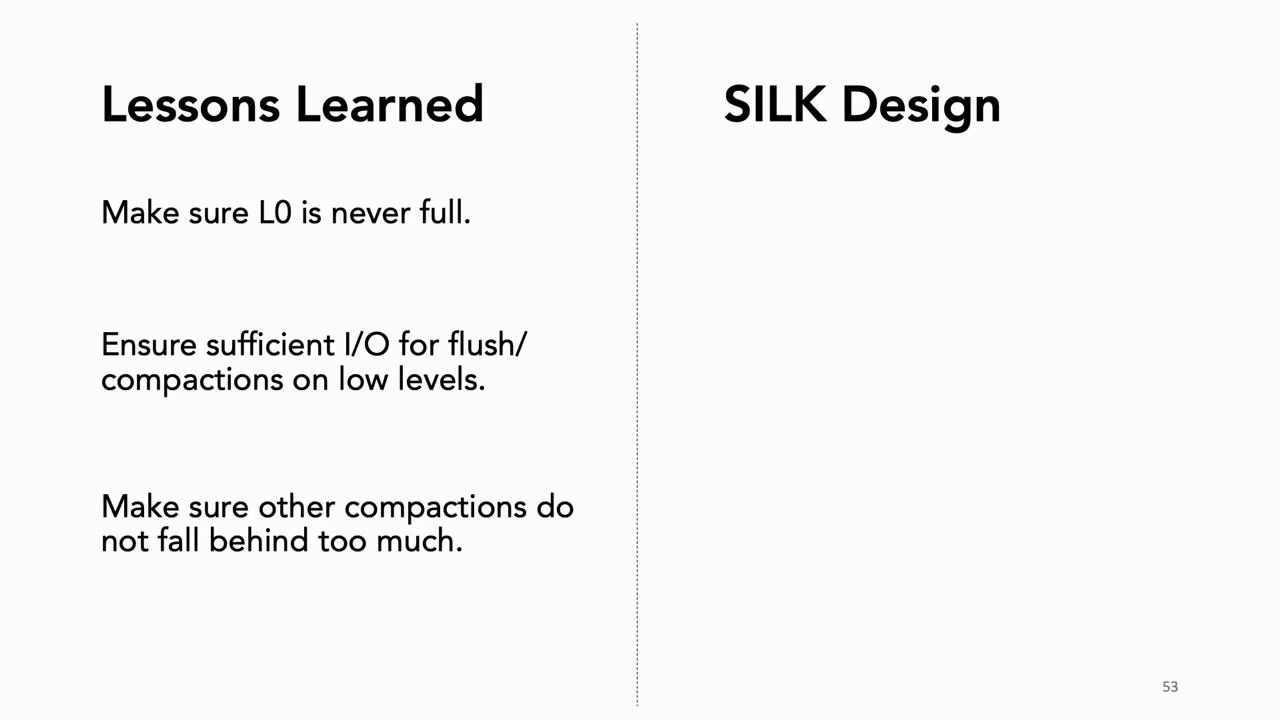 Lessons Learned
Make sure L0 is never full.
Ensure sufficient I/O for flush/
compactions on low levels.
Make sure other compactions do
not fall behind too much.
SILK Design
53